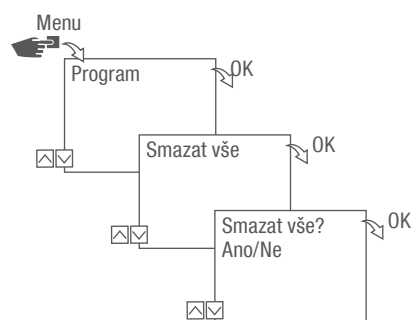 Menu
Program
OK
Smazat vše
OK
Smazat vše?
Ano/Ne
OK